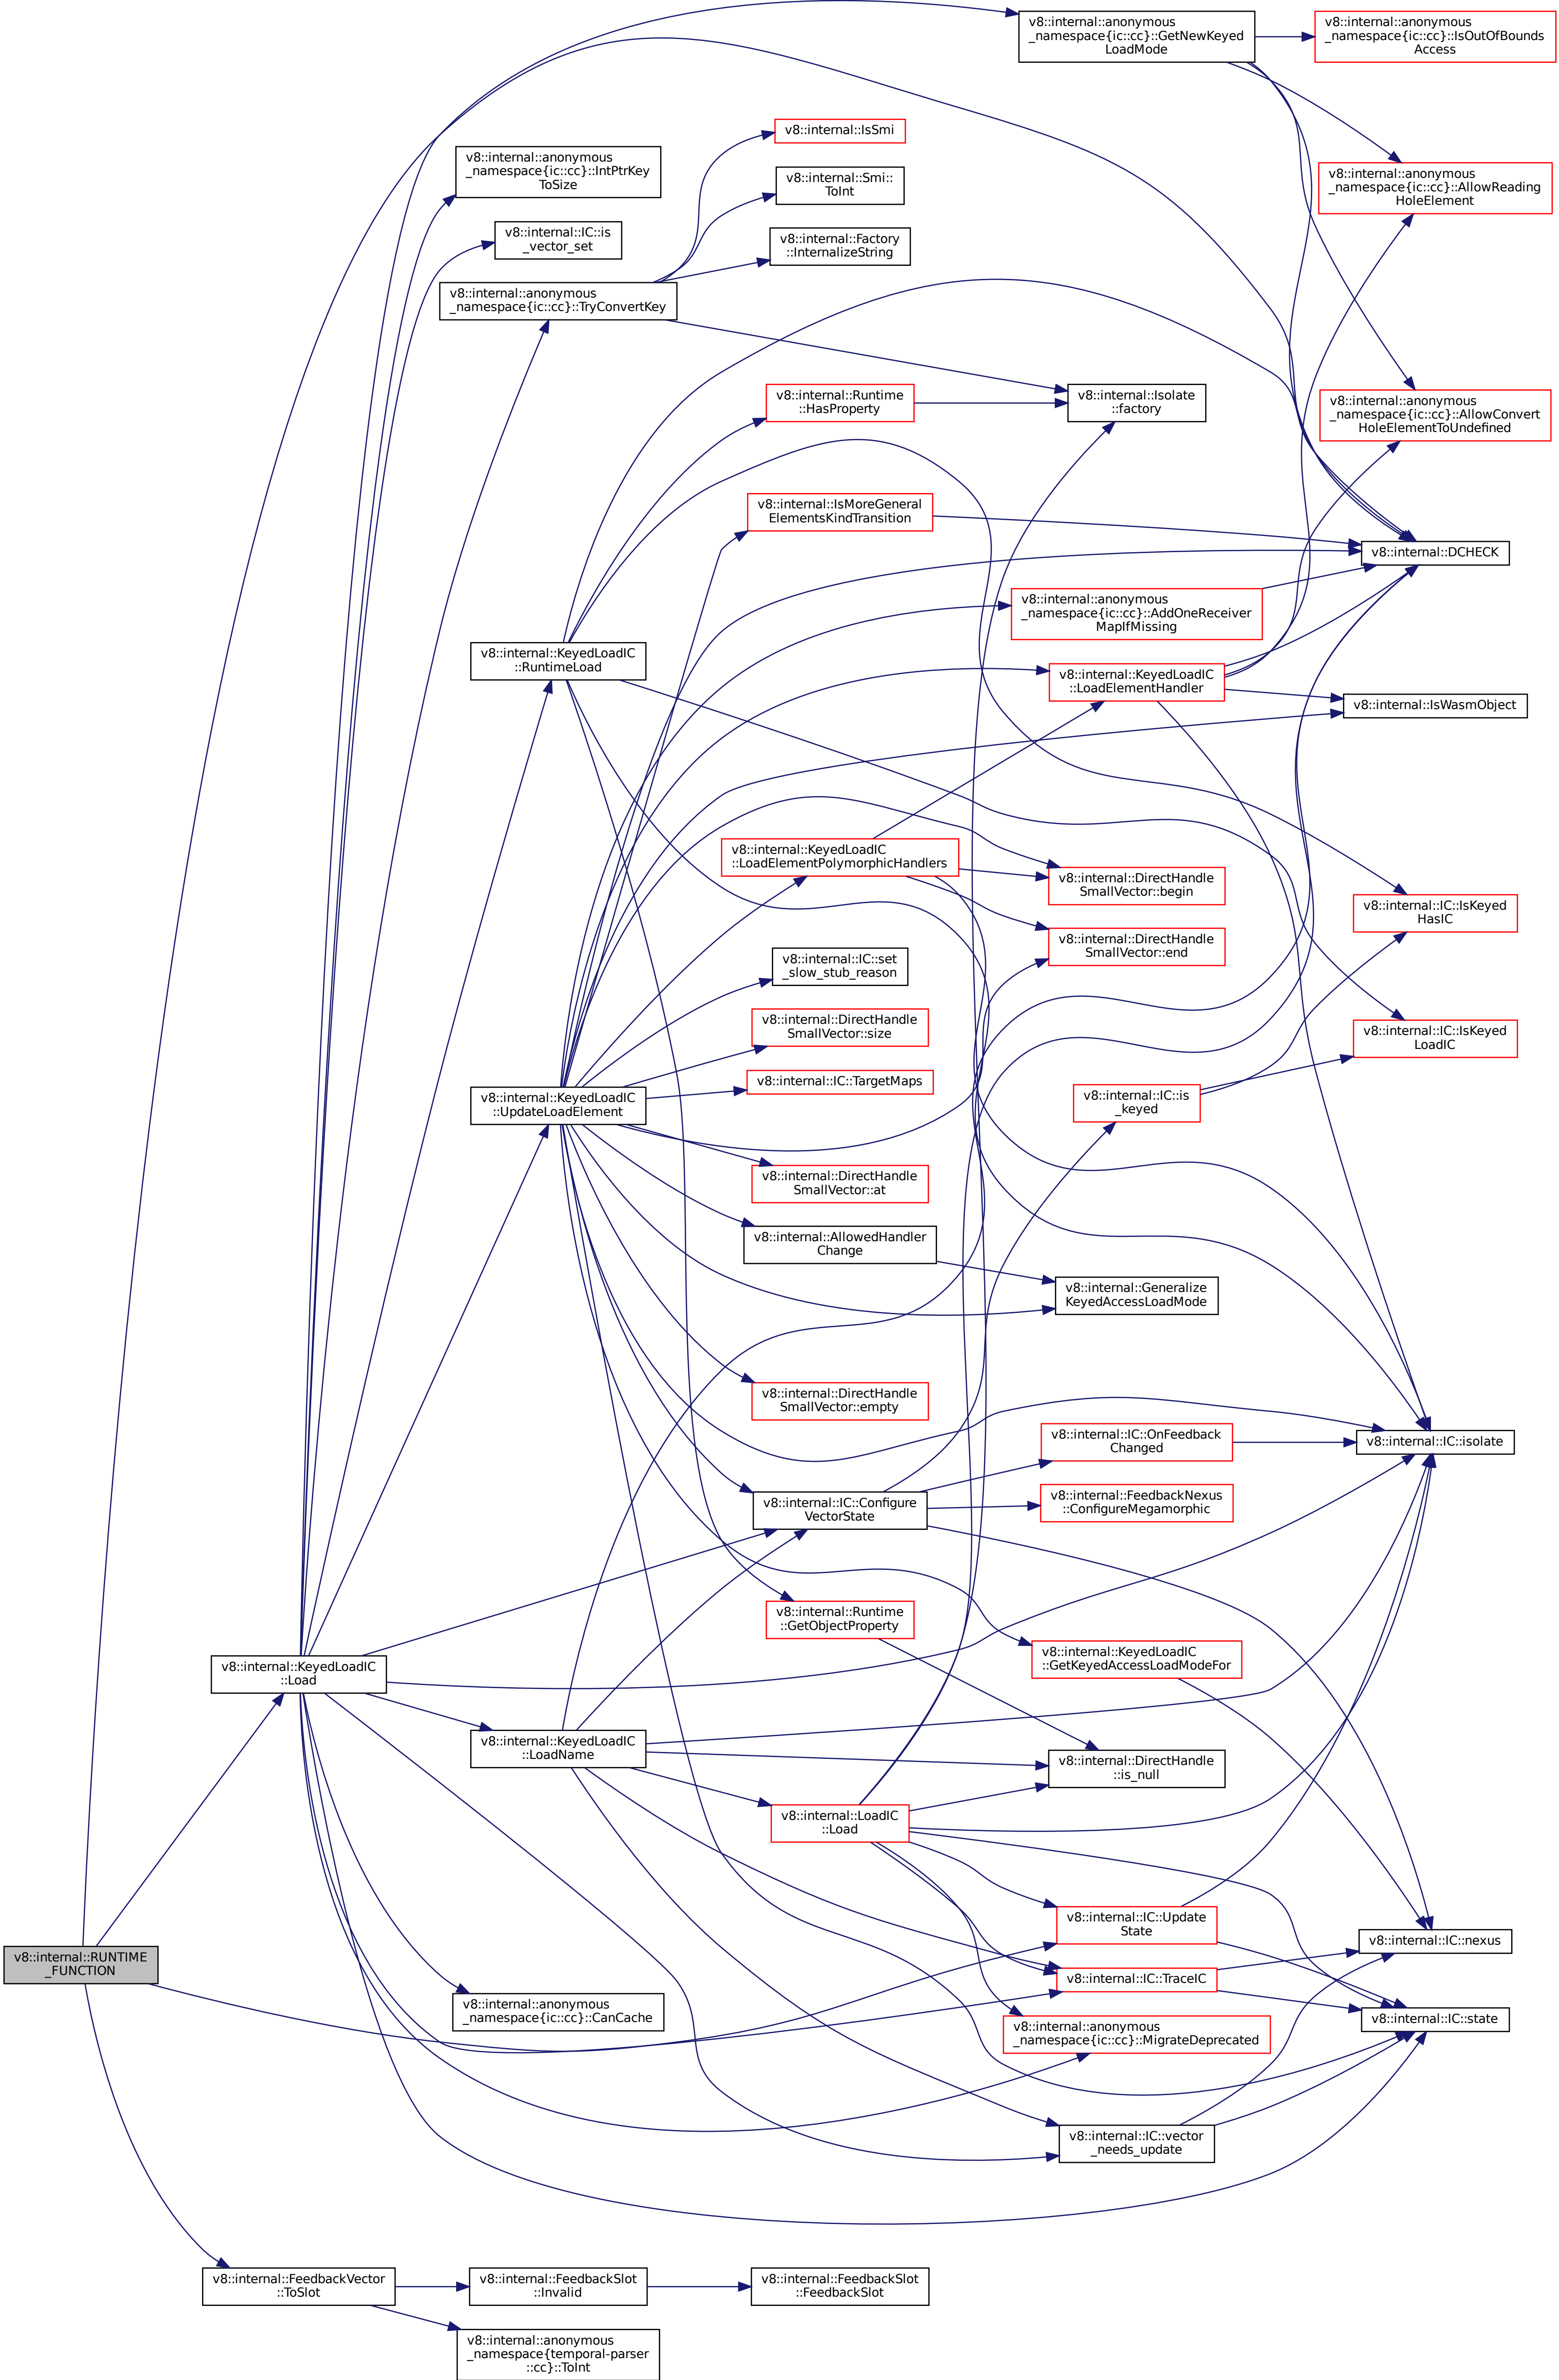 v8::internal::anonymous
_namespace{ic::cc}::GetNewKeyed
LoadMode
v8::internal::anonymous
_namespace{ic::cc}::IsOutOfBounds
Access
v8::internal::IsSmi
v8::internal::anonymous
_namespace{ic::cc}::IntPtrKey
ToSize
v8::internal::Smi::
ToInt
v8::internal::anonymous
_namespace{ic::cc}::AllowReading
HoleElement
v8::internal::IC::is
_vector_set
v8::internal::Factory
::InternalizeString
v8::internal::anonymous
_namespace{ic::cc}::TryConvertKey
v8::internal::Runtime
::HasProperty
v8::internal::Isolate
::factory
v8::internal::anonymous
_namespace{ic::cc}::AllowConvert
HoleElementToUndefined
v8::internal::IsMoreGeneral
ElementsKindTransition
v8::internal::DCHECK
v8::internal::anonymous
_namespace{ic::cc}::AddOneReceiver
MapIfMissing
v8::internal::KeyedLoadIC
::RuntimeLoad
v8::internal::KeyedLoadIC
::LoadElementHandler
v8::internal::IsWasmObject
v8::internal::KeyedLoadIC
::LoadElementPolymorphicHandlers
v8::internal::DirectHandle
SmallVector::begin
v8::internal::IC::IsKeyed
HasIC
v8::internal::DirectHandle
SmallVector::end
v8::internal::IC::set
_slow_stub_reason
v8::internal::DirectHandle
SmallVector::size
v8::internal::IC::IsKeyed
LoadIC
v8::internal::IC::TargetMaps
v8::internal::KeyedLoadIC
::UpdateLoadElement
v8::internal::IC::is
_keyed
v8::internal::DirectHandle
SmallVector::at
v8::internal::AllowedHandler
Change
v8::internal::Generalize
KeyedAccessLoadMode
v8::internal::DirectHandle
SmallVector::empty
v8::internal::IC::OnFeedback
Changed
v8::internal::IC::isolate
v8::internal::IC::Configure
VectorState
v8::internal::FeedbackNexus
::ConfigureMegamorphic
v8::internal::Runtime
::GetObjectProperty
v8::internal::KeyedLoadIC
::GetKeyedAccessLoadModeFor
v8::internal::KeyedLoadIC
::Load
v8::internal::KeyedLoadIC
::LoadName
v8::internal::DirectHandle
::is_null
v8::internal::LoadIC
::Load
v8::internal::IC::Update
State
v8::internal::IC::nexus
v8::internal::RUNTIME
_FUNCTION
v8::internal::IC::TraceIC
v8::internal::anonymous
_namespace{ic::cc}::CanCache
v8::internal::IC::state
v8::internal::anonymous
_namespace{ic::cc}::MigrateDeprecated
v8::internal::IC::vector
_needs_update
v8::internal::FeedbackVector
::ToSlot
v8::internal::FeedbackSlot
::Invalid
v8::internal::FeedbackSlot
::FeedbackSlot
v8::internal::anonymous
_namespace{temporal-parser
::cc}::ToInt